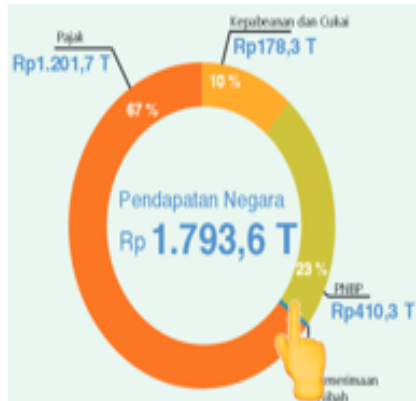 Kepabeanan dan Cukai
Rp178,3 T
Pajak
Rp1.201,7 T
10 %
67 %
Pendapatan Negara
Rp 1.793,6 T
23 %
PNBP
Rp410,3 T